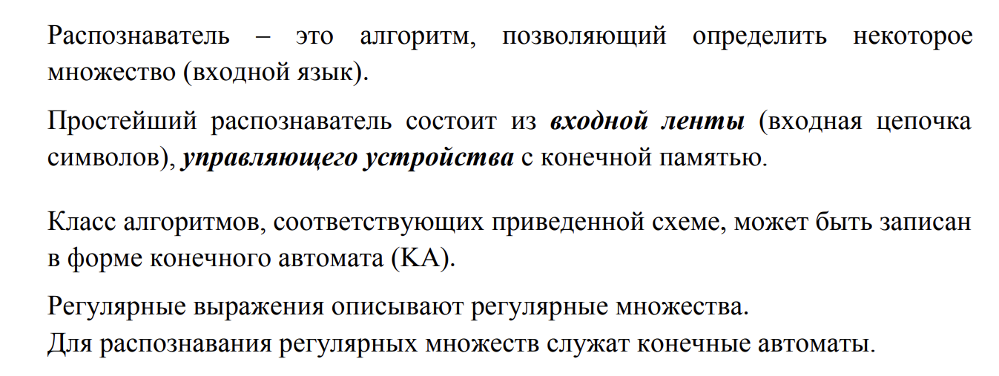 Распознаватель – это алгоритм, позволяющий определить некоторое
множество (входной язык).
Простейший распознаватель состоит из входной ленты (входная цепочка
символов), управляющего устройства с конечной памятью.
Класс алгоритмов, соответствующих приведенной схеме, может быть записан
в форме конечного автомата (КА).
Регулярные выражения описывают регулярные множества.
Для распознавания регулярных множеств служат конечные автоматы.